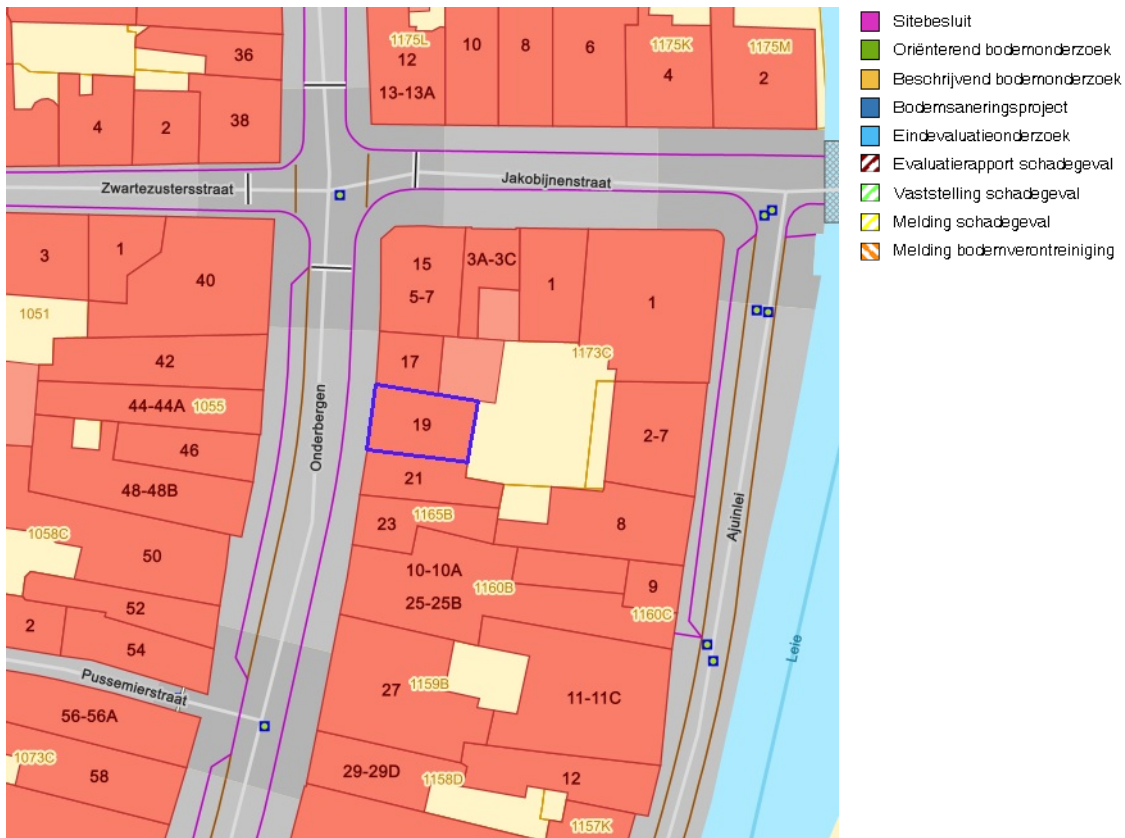 Sitebesluit
Oriënterend bodemonderzoek
Beschrijvend bodemonderzoek
Bodemsaneringsproject
Eindevaluatieonderzoek
Evaluatierapport schadegeval
Vaststelling schadegeval
Melding schadegeval
Melding bodemverontreiniging
36
1175L
12
13-13A
10
8
6
1175K
4
1175M
2
4
2
38
Zwartezustersstraat
Jakobijnenstraat
3
1
40
1051
42
44-44A 1055
46
48-48B
1058C
50
52
2
54
Pussemierstraat
56-56A
1073C
58
Onderbergen
15
5-7
3A-3C
1
1
17
1173C
19
2-7
21
23
1165B
8
10-10A
25-25B
1160B
9
1160C
27
1159B
11-11C
29-29D
1158D
12
1157K
Ajuinlei
Leie